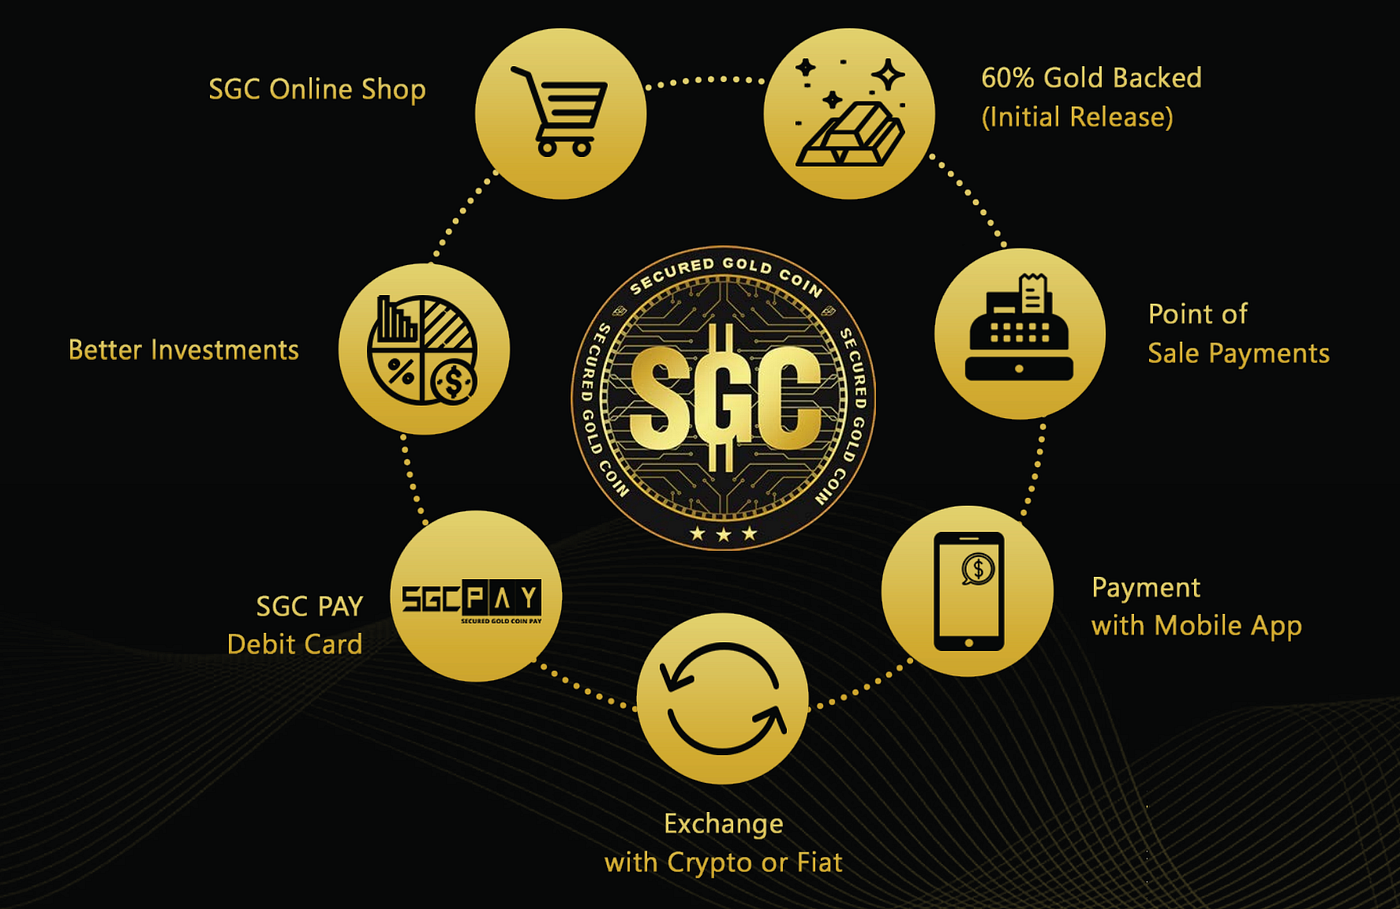 SGC Online Shop
60% Gold Backed
(Initial Release)
SECURED GOLD COIN
SECURED GOLD COIN
SECURED GOLD COIN
SGC
Better Investments
%
$
Point of
Sale Payments
SGC PAY
Debit Card
SGCPAY
SECURED GOLD COIN PAY
$
Payment
with Mobile App
Exchange
with Crypto or Fiat